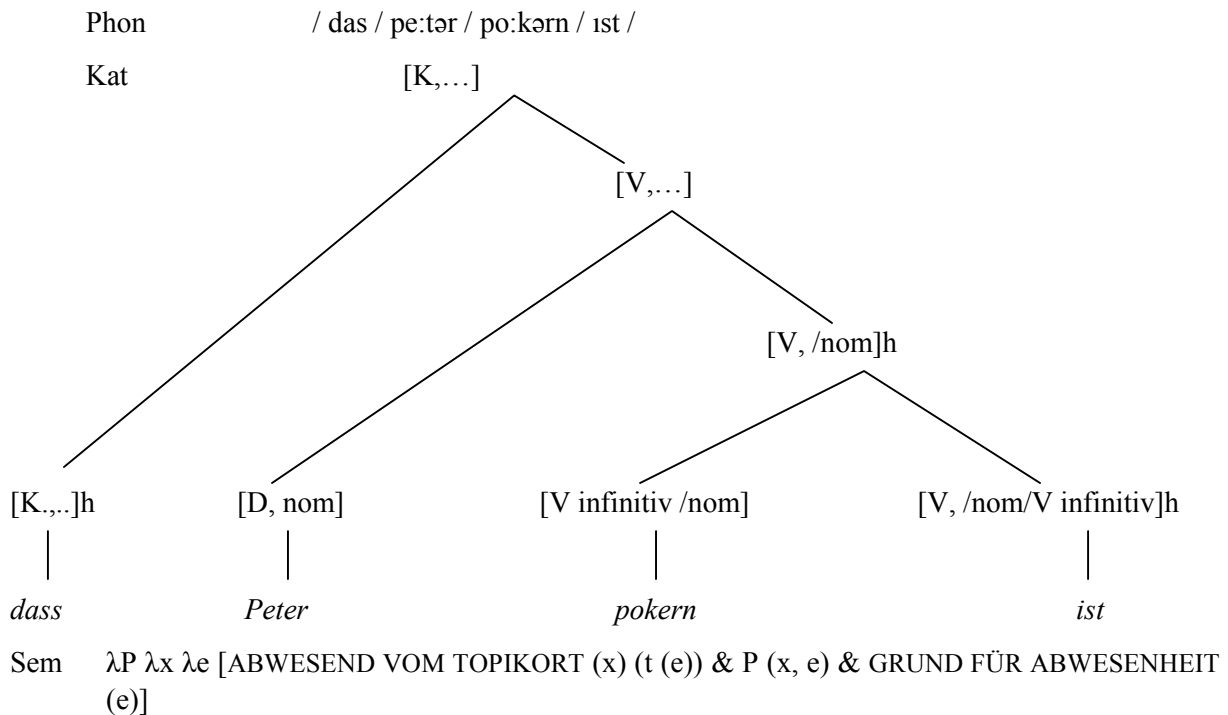 Phon / das / pe:tər / po:kərn / ɪst /
Kat [K,…]
[V,…]
[V, /nom]h
[K.,..]h [D, nom] [V infinitiv /nom] [V, /nom/V infinitiv]h
dass Peter pokern ist
Sem λP λx λe [ABWESEND VOM TOPIKORT (x) (t (e)) & P (x, e) & GRUND FÜR ABWESENHEIT
(e)]